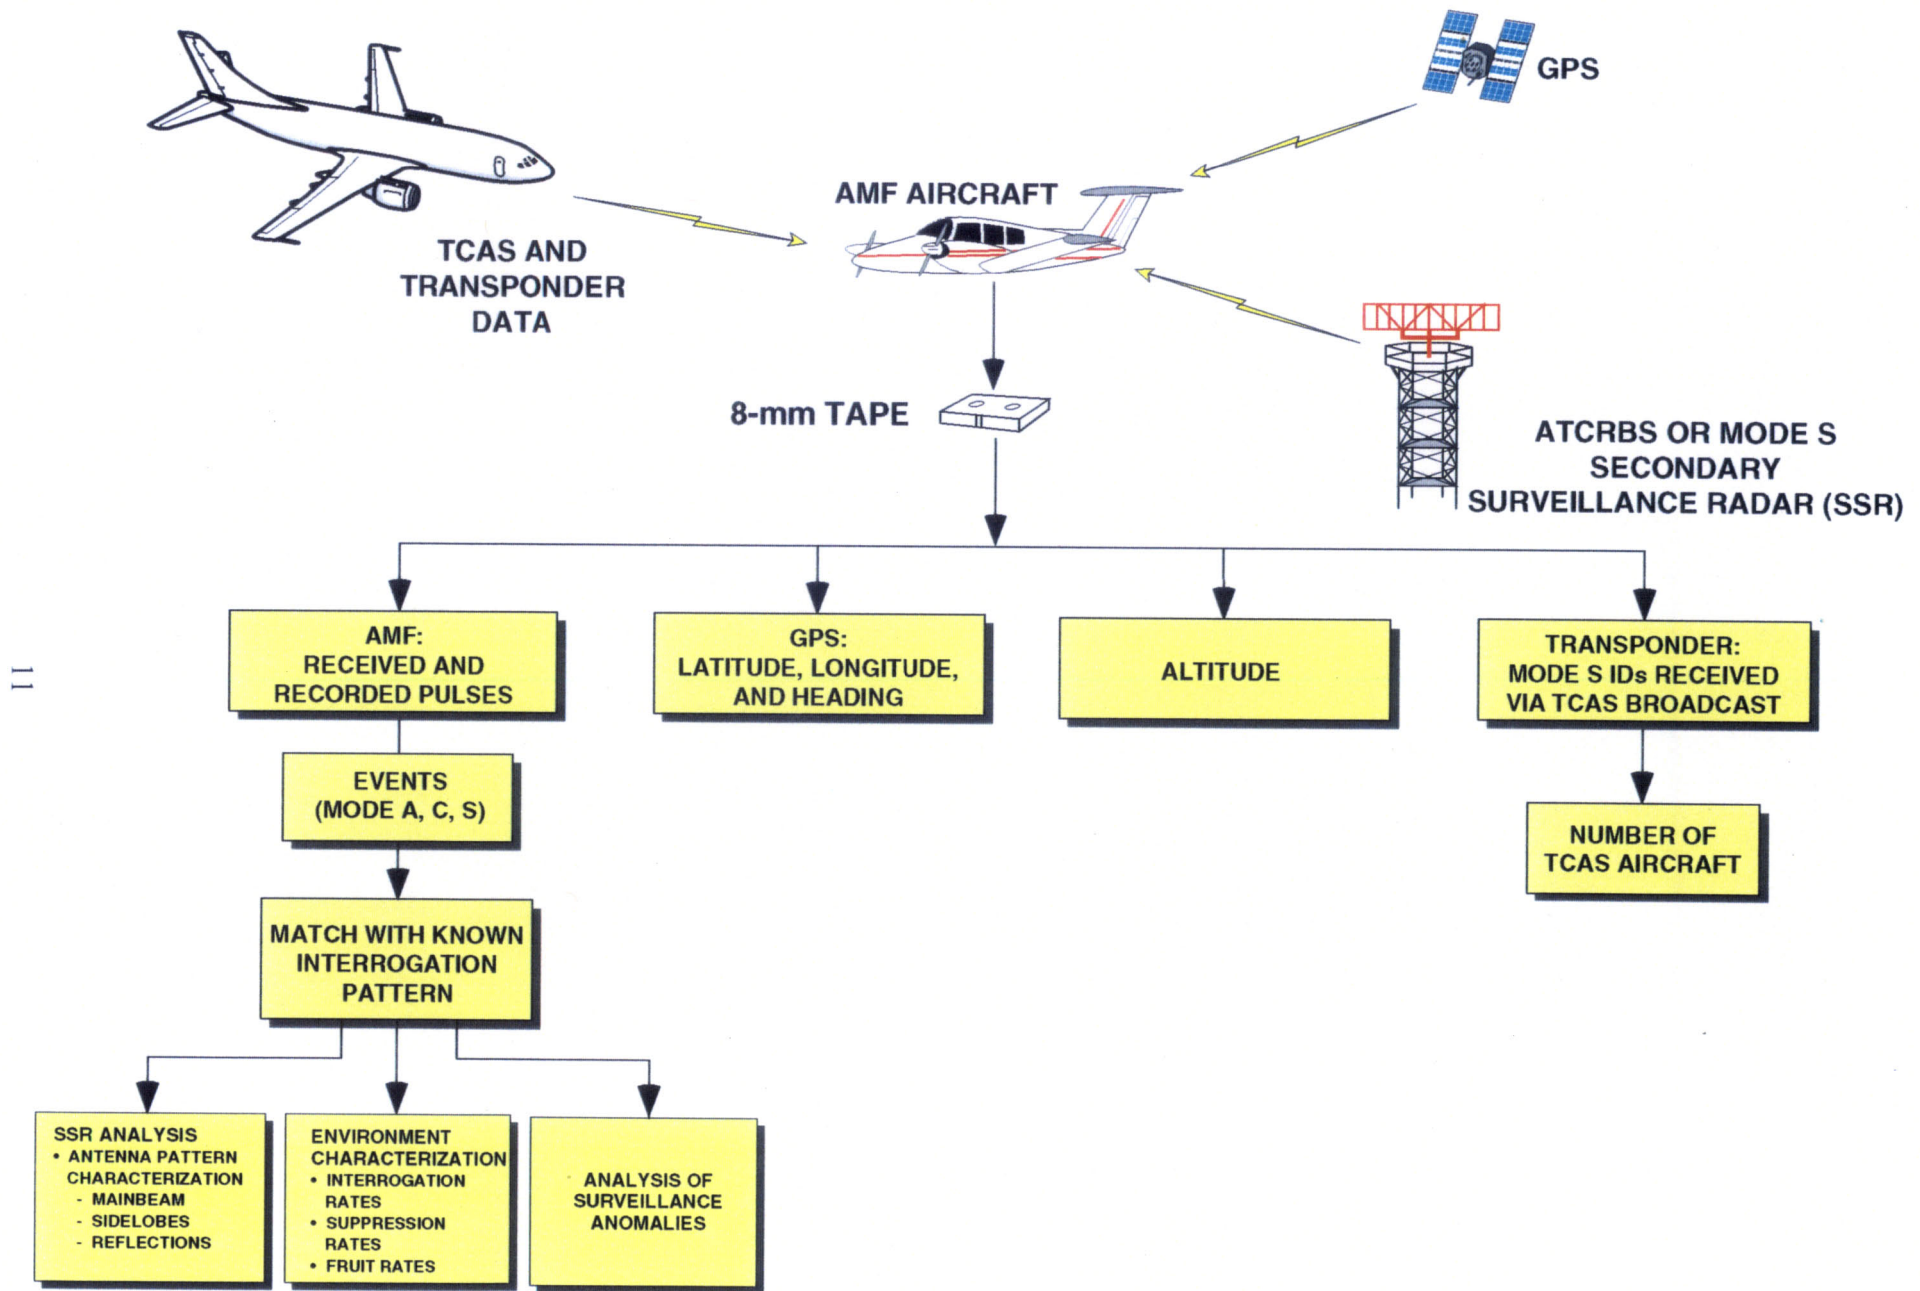 GPS
AMF AIRCRAFT
TCAS AND
TRANSPONDER
DATA
8-mm TAPE
ATCRBS OR MODE S
SECONDARY
SURVEILLANCE RADAR (SSR)
AMF:
RECEIVED AND
RECORDED PULSES
GPS:
LATITUDE, LONGITUDE,
AND HEADING
ALTITUDE
TRANSPONDER:
MODE S IDs RECEIVED
VIA TCAS BROADCAST
11
EVENTS
(MODE A, C, S)
NUMBER OF
TCAS AIRCRAFT
MATCH WITH KNOWN
INTERROGATION
PATTERN
SSR ANALYSIS
• ANTENNA PATTERN
CHARACTERIZATION
- MAINBEAM
- SIDELOBES
- REFLECTIONS
ENVIRONMENT
CHARACTERIZATION
• INTERROGATION
RATES
• SUPPRESSION
RATES
• FRUIT RATES
ANALYSIS OF
SURVEILLANCE
ANOMALIES